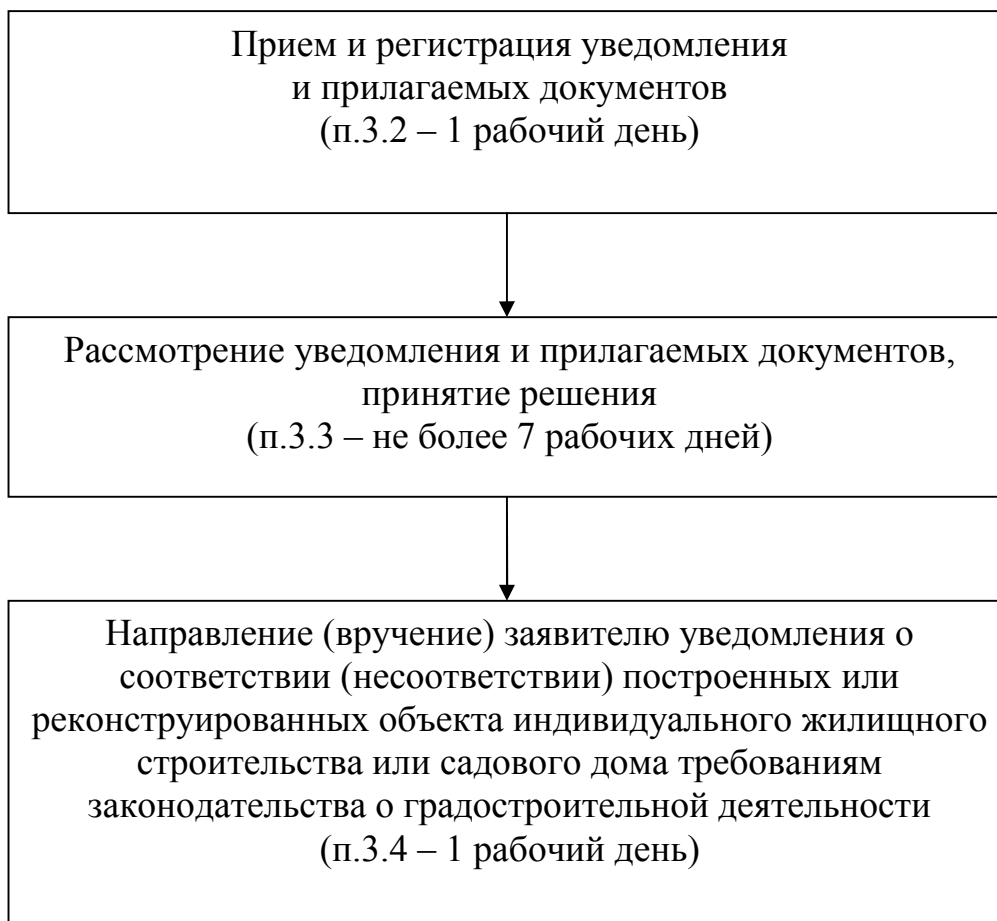 Прием и регистрация уведомления
и прилагаемых документов
(п.3.2 – 1 рабочий день)
Рассмотрение уведомления и прилагаемых документов,
принятие решения
(п.3.3 – не более 7 рабочих дней)
Направление (вручение) заявителю уведомления о
соответствии (несоответствии) построенных или
реконструированных объекта индивидуального жилищного
строительства или садового дома требованиям
законодательства о градостроительной деятельности
(п.3.4 – 1 рабочий день)